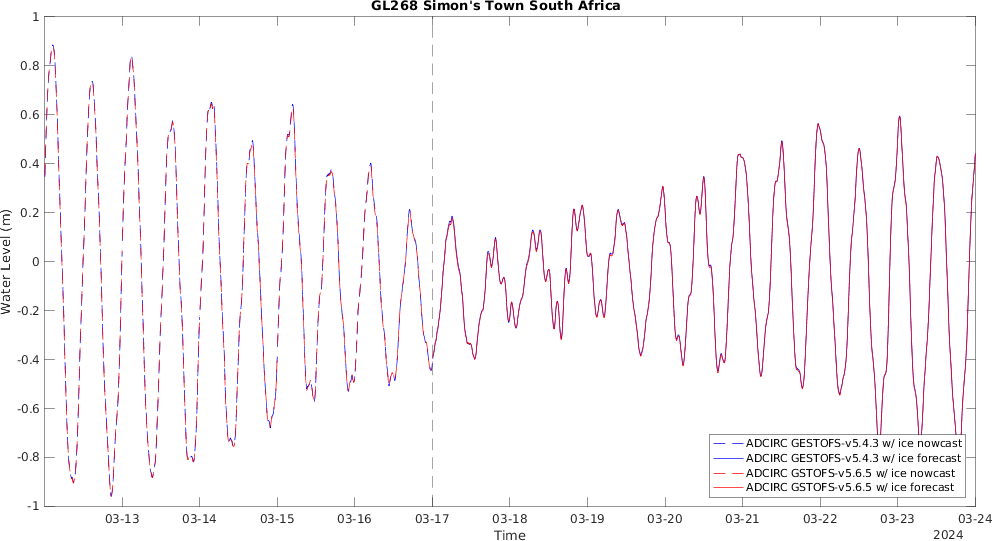 GL268 Simon's Town South Africa
1
0.8
0.6
0.4
0.2
0
-0.2
-0.4
-0.6
-0.8
-1
Water Level (m)
ADCIRC GESTOFS-v5.4.3 w/ ice nowcast
ADCIRC GESTOFS-v5.4.3 w/ ice forecast
ADCIRC GSTOFS-v5.6.5 w/ ice nowcast
ADCIRC GSTOFS-v5.6.5 w/ ice forecast
03-13 03-14 03-15 03-16 03-17 03-18 03-19 03-20 03-21 03-22 03-23 03-24
Time
2024